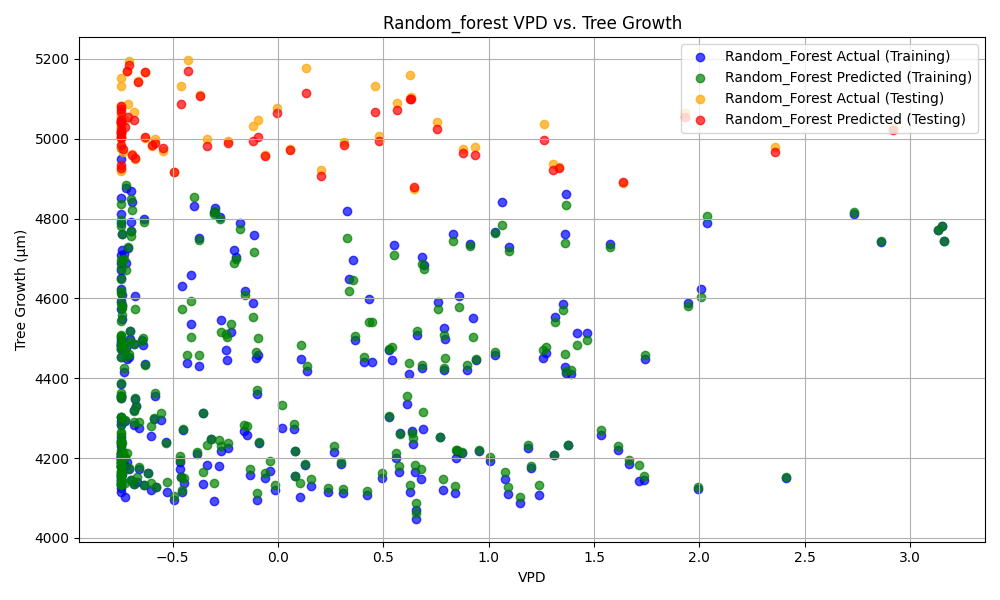 Random_forest VPD vs. Tree Growth
Random_Forest Actual (Training)
Random_Forest Predicted (Training)
Random_Forest Actual (Testing)
Random_Forest Predicted (Testing)
Tree Growth (μm)
5200
5000
4800
4600
4400
4200
4000
−0.5
0.0
0.5
1.0
1.5
2.0
2.5
3.0
VPD